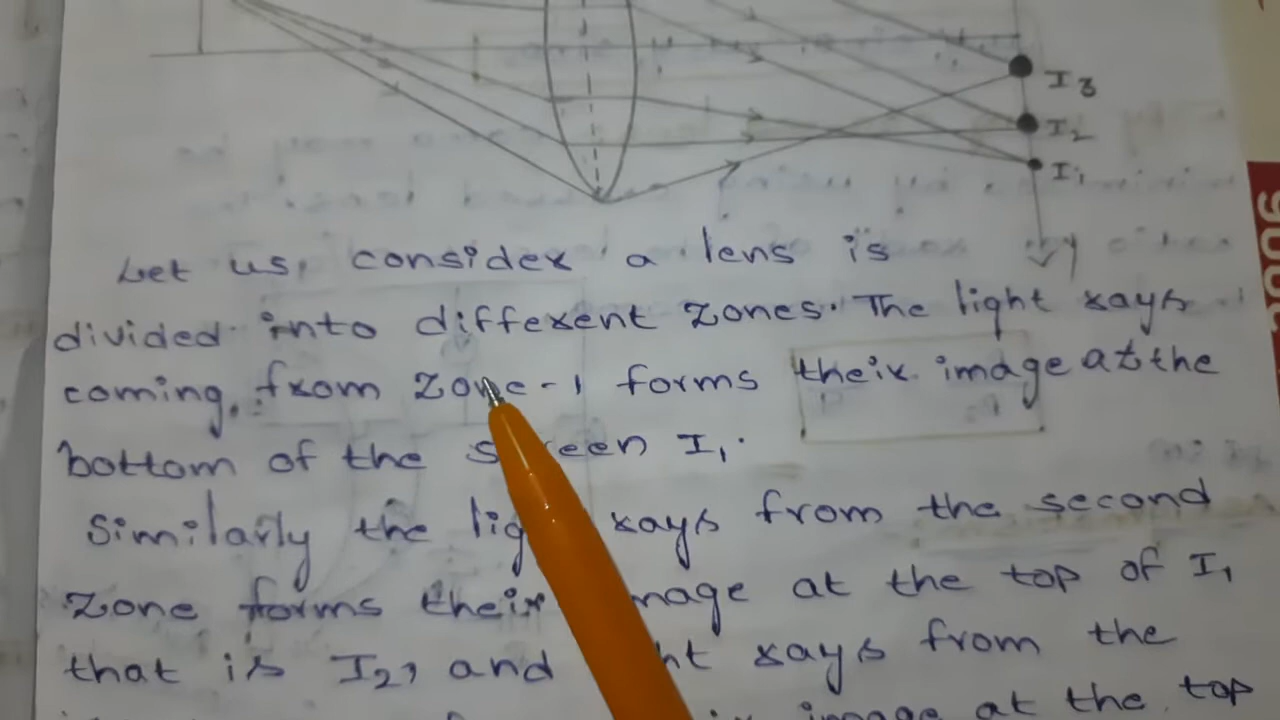 I3
I2
I1
Let us, consider a lens is
divided into different zones. The light rays
coming, from zone-1 forms their image at the
bottom of the screen I1.
Similarly the light rays from the second
zone forms their image at the top of I1
that is I2, and rays from the
image at the top